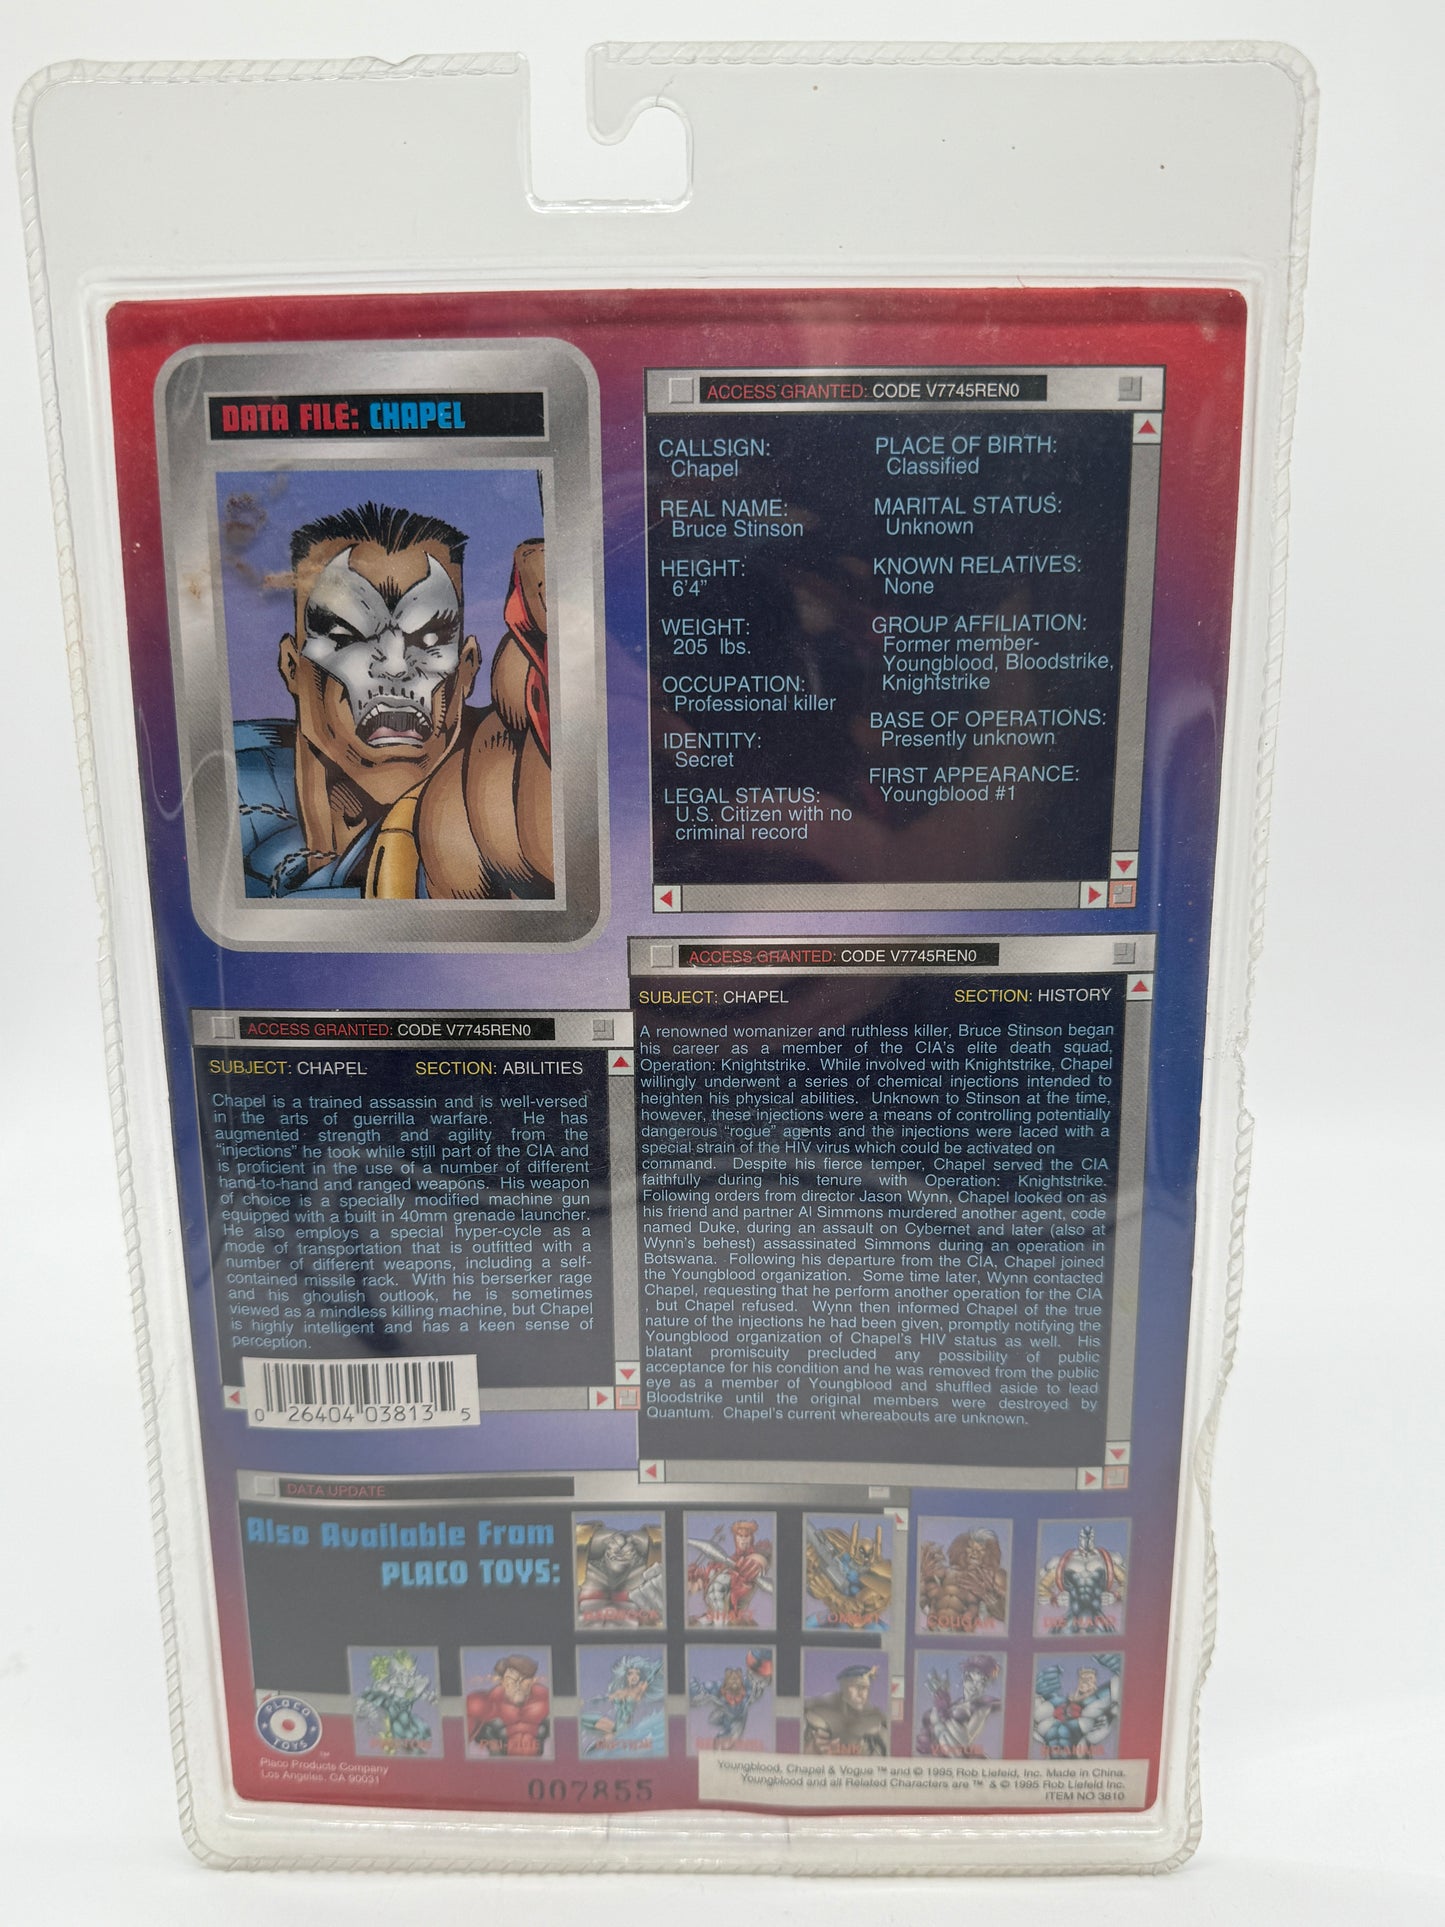 DATA FILE: CHAPEL
ACCESS GRANTED: CODE V7745REN0
CALLSIGN:
Chapel
REAL NAME:
Bruce Stinson
HEIGHT:
6'4"
WEIGHT:
205 lbs.
OCCUPATION:
Professional killer
IDENTITY:
Secret
LEGAL STATUS:
U.S. Citizen with no
criminal record
PLACE OF BIRTH:
Classified
MARITAL STATUS:
Unknown
KNOWN RELATIVES:
None
GROUP AFFILIATION:
Former member-
Youngblood, Bloodstrike,
Knightstrike
BASE OF OPERATIONS:
Presently unknown
FIRST APPEARANCE:
Youngblood #1
ACCESS GRANTED: CODE V7745REN0
SUBJECT: CHAPEL SECTION: HISTORY
A renowned womanizer and ruthless killer, Bruce Stinson began
his career as a member of the CIA's elite death squad,
Operation: Knightstrike. While involved with Knightstrike, Chapel
willingly underwent a series of chemical injections intended to
heighten his physical abilities. Unknown to Stinson at the time,
however, these injections were a means of controlling potentially
dangerous "rogue" agents and the injections were laced with a
special strain of the HIV virus which could be activated on
command. Despite his fierce temper, Chapel served the CIA
faithfully during his tenure with Operation: Knightstrike.
Following orders from director Jason Wynn, Chapel looked on as
his friend and partner Al Simmons murdered another agent, code
named Duke, during an assault on Cybernet and later (also at
Wynn's behest) assassinated Simmons during an operation in
Botswana. Following his departure from the CIA, Chapel joined
the Youngblood organization. Some time later, Wynn contacted
Chapel, requesting that he perform another operation for the CIA
, but Chapel refused. Wynn then informed Chapel of the true
nature of the injections he had been given, promptly notifying the
Youngblood organization of Chapel's HIV status as well. His
blatant promiscuity precluded any possibility of public
acceptance for his condition and he was removed from the public
eye as a member of Youngblood and shuffled aside to lead
Bloodstrike until the original members were destroyed by
Quantum. Chapel's current whereabouts are unknown.
ACCESS GRANTED: CODE V7745REN0
SUBJECT: CHAPEL SECTION: ABILITIES
Chapel is a trained assassin and is well-versed
in the arts of guerrilla warfare. He has
augmented strength and agility from the
"injections" he took while still part of the CIA and
is proficient in the use of a number of different
hand-to-hand and ranged weapons. His weapon
of choice is a specially modified machine gun
equipped with a built in 40mm grenade launcher.
He also employs a special hyper-cycle as a
mode of transportation that is outfitted with a
number of different weapons, including a self-
contained missile rack. With his berserker rage
and his ghoulish outlook, he is sometimes
viewed as a mindless killing machine, but Chapel
is highly intelligent and has a keen sense of
perception.
0 26404 03813 5
DATA UPDATE
Also Available From
PLACO TOYS:
COUGAR
PLACO
TOYS
™
Placo Products Company
Los Angeles, CA 90031
007855
Youngblood, Chapel & Vogue ™ and © 1995 Rob Liefeld, Inc. Made in China.
Youngblood and all Related Characters are ™ & © 1995 Rob Liefeld Inc.
ITEM NO 3810